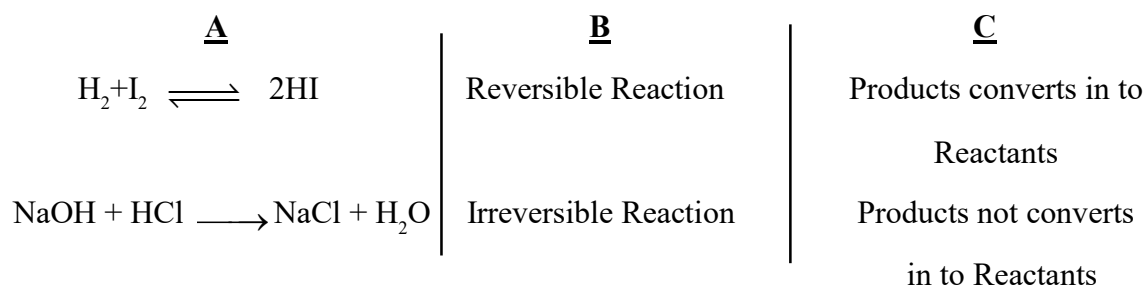 A B C
H₂+I₂ ⇌ 2HI Reversible Reaction Products converts in to
Reactants
NaOH + HCl ⟶ NaCl + H₂O Irreversible Reaction Products not converts
in to Reactants